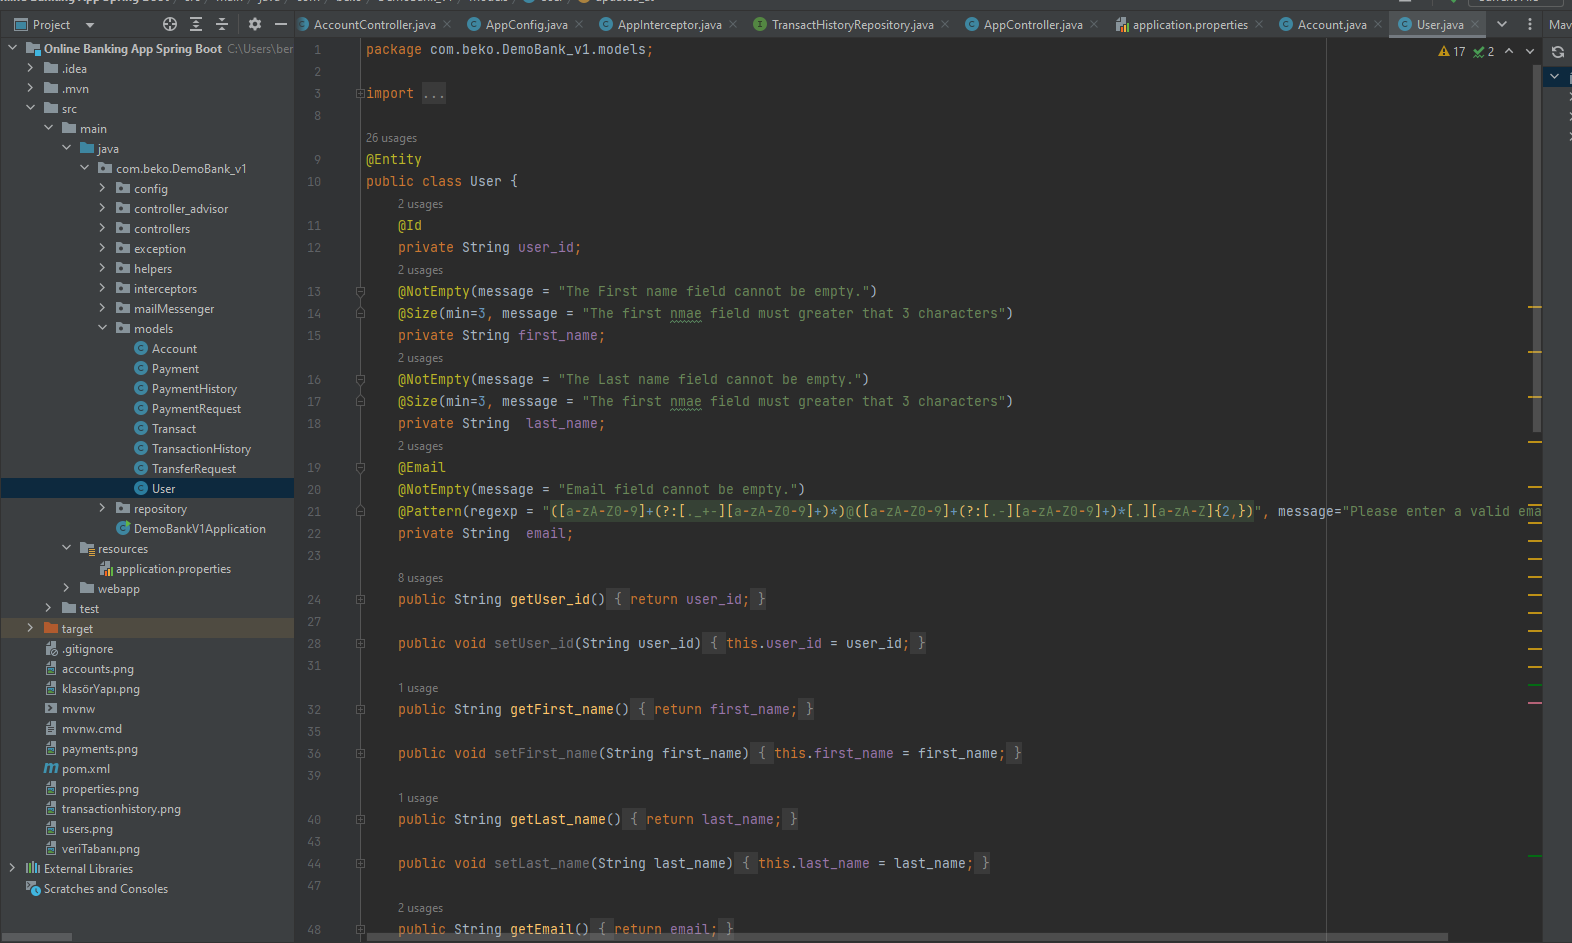 Project
AccountController.java
AppConfig.java
AppInterceptor.java
TransactHistoryRepository.java
AppController.java
application.properties
Account.java
User.java
Mav
Online Banking App Spring Boot C:\Users\ber
.idea
.mvn
src
main
java
com.beko.DemoBank_v1
config
controller_advisor
controllers
exception
helpers
interceptors
mailMessenger
models
Account
Payment
PaymentHistory
PaymentRequest
Transact
TransactionHistory
TransferRequest
User
repository
DemoBankV1Application
resources
application.properties
webapp
test
target
.gitignore
accounts.png
klasörYapı.png
mvnw
mvnw.cmd
payments.png
pom.xml
properties.png
transactionhistory.png
users.png
veriTabanı.png
External Libraries
Scratches and Consoles
17 2
1 package com.beko.DemoBank_v1.models;
2
3 import ...
8
26 usages
9 @Entity
10 public class User {
2 usages
11 @Id
12 private String user_id;
2 usages
13 @NotEmpty(message = "The First name field cannot be empty.")
14 @Size(min=3, message = "The first nmae field must greater that 3 characters")
15 private String first_name;
2 usages
16 @NotEmpty(message = "The Last name field cannot be empty.")
17 @Size(min=3, message = "The first nmae field must greater that 3 characters")
18 private String  last_name;
2 usages
19 @Email
20 @NotEmpty(message = "Email field cannot be empty.")
21 @Pattern(regexp = "([a-zA-Z0-9]+(?:[._+-][a-zA-Z0-9]+)*)@([a-zA-Z0-9]+(?:[.-][a-zA-Z0-9]+)*[.][a-zA-Z]{2,})", message="Please enter a valid ema
22 private String  email;
23
8 usages
24 public String getUser_id() { return user_id; }
27
28 public void setUser_id(String user_id) { this.user_id = user_id; }
31
1 usage
32 public String getFirst_name() { return first_name; }
35
36 public void setFirst_name(String first_name) { this.first_name = first_name; }
39
1 usage
40 public String getLast_name() { return last_name; }
43
44 public void setLast_name(String last_name) { this.last_name = last_name; }
47
2 usages
48 public String getEmail() { return email; }